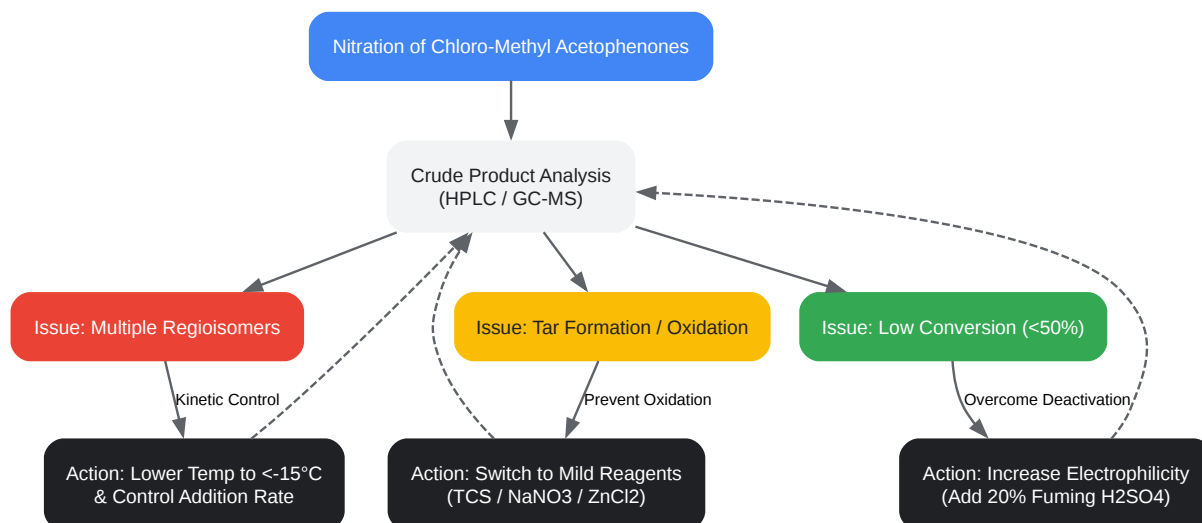 Nitration of Chloro-Methyl Acetophenones
Crude Product Analysis
(HPLC / GC-MS)
Issue: Multiple Regioisomers
Issue: Tar Formation / Oxidation
Issue: Low Conversion (<50%)
Kinetic Control
Prevent Oxidation
Overcome Deactivation
Action: Lower Temp to <-15°C
& Control Addition Rate
Action: Switch to Mild Reagents
(TCS / NaNO3 / ZnCl2)
Action: Increase Electrophilicity
(Add 20% Fuming H2SO4)